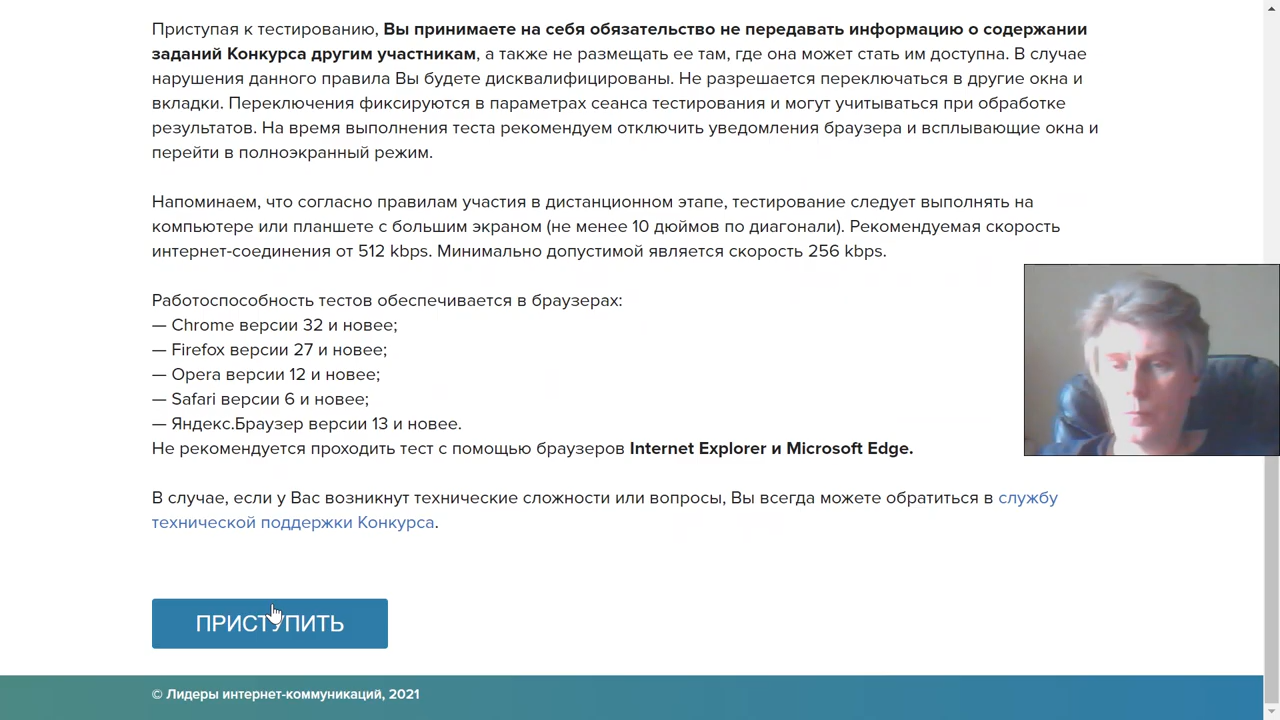 Приступая к тестированию, Вы принимаете на себя обязательство не передавать информацию о содержании
заданий Конкурса другим участникам, а также не размещать ее там, где она может стать им доступна. В случае
нарушения данного правила Вы будете дисквалифицированы. Не разрешается переключаться в другие окна и
вкладки. Переключения фиксируются в параметрах сеанса тестирования и могут учитываться при обработке
результатов. На время выполнения теста рекомендуем отключить уведомления браузера и всплывающие окна и
перейти в полноэкранный режим.
Напоминаем, что согласно правилам участия в дистанционном этапе, тестирование следует выполнять на
компьютере или планшете с большим экраном (не менее 10 дюймов по диагонали). Рекомендуемая скорость
интернет-соединения от 512 kbps. Минимально допустимой является скорость 256 kbps.
Работоспособность тестов обеспечивается в браузерах:
— Chrome версии 32 и новее;
— Firefox версии 27 и новее;
— Opera версии 12 и новее;
— Safari версии 6 и новее;
— Яндекс.Браузер версии 13 и новее.
Не рекомендуется проходить тест с помощью браузеров Internet Explorer и Microsoft Edge.
В случае, если у Вас возникнут технические сложности или вопросы, Вы всегда можете обратиться в службу
технической поддержки Конкурса.
ПРИСТУПИТЬ
© Лидеры интернет-коммуникаций, 2021